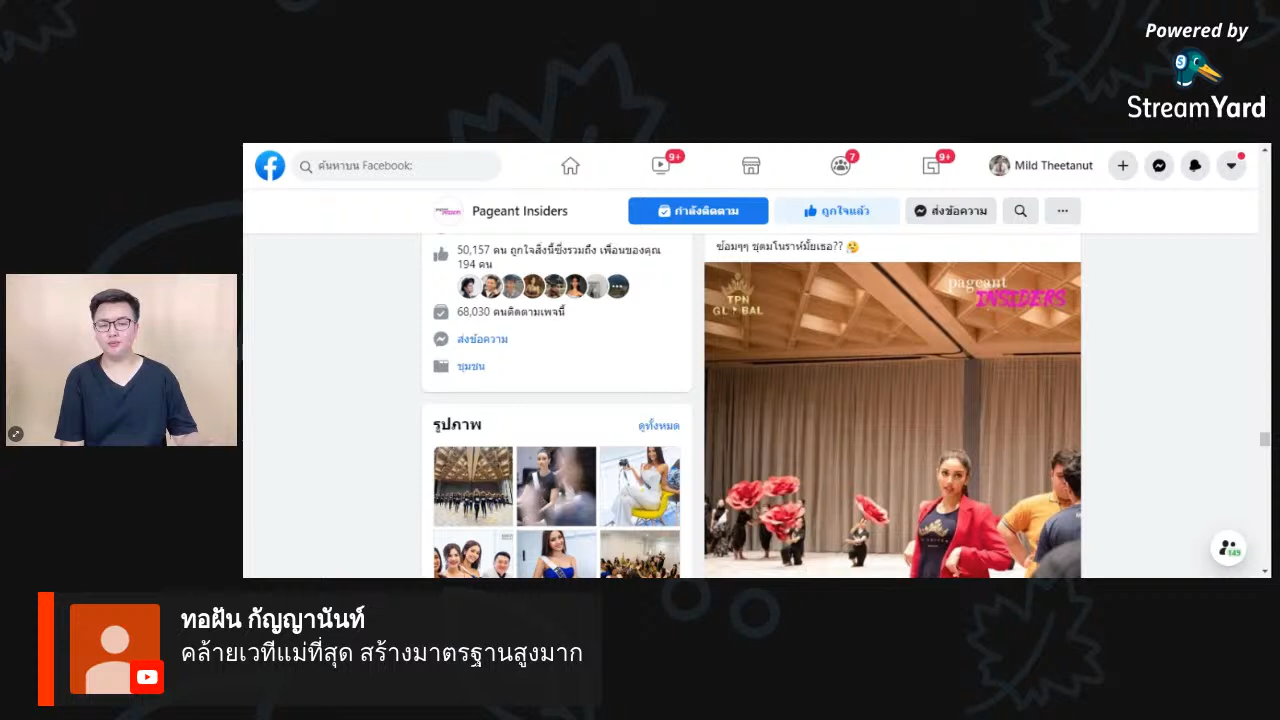 Powered by
StreamYard
ค้นหาบน Facebook
9+
7
9+
Mild Theetanut
Pageant Insiders
กำลังติดตาม
ถูกใจแล้ว
ส่งข้อความ
50,157 คน ถูกใจสิ่งนี้ซึ่งรวมถึง เพื่อนของคุณ
194 คน
68,030 คนติดตามเพจนี้
ส่งข้อความ
ชุมชน
รูปภาพ
ดูทั้งหมด
ซ้อมๆๆ ชุดมโนราห์มั้ยเธอ??
TPN
GLOBAL
pageant
INSIDERS
149
ทอฝัน กัญญานันท์
คล้ายเวทีแม่ที่สุด สร้างมาตรฐานสูงมาก